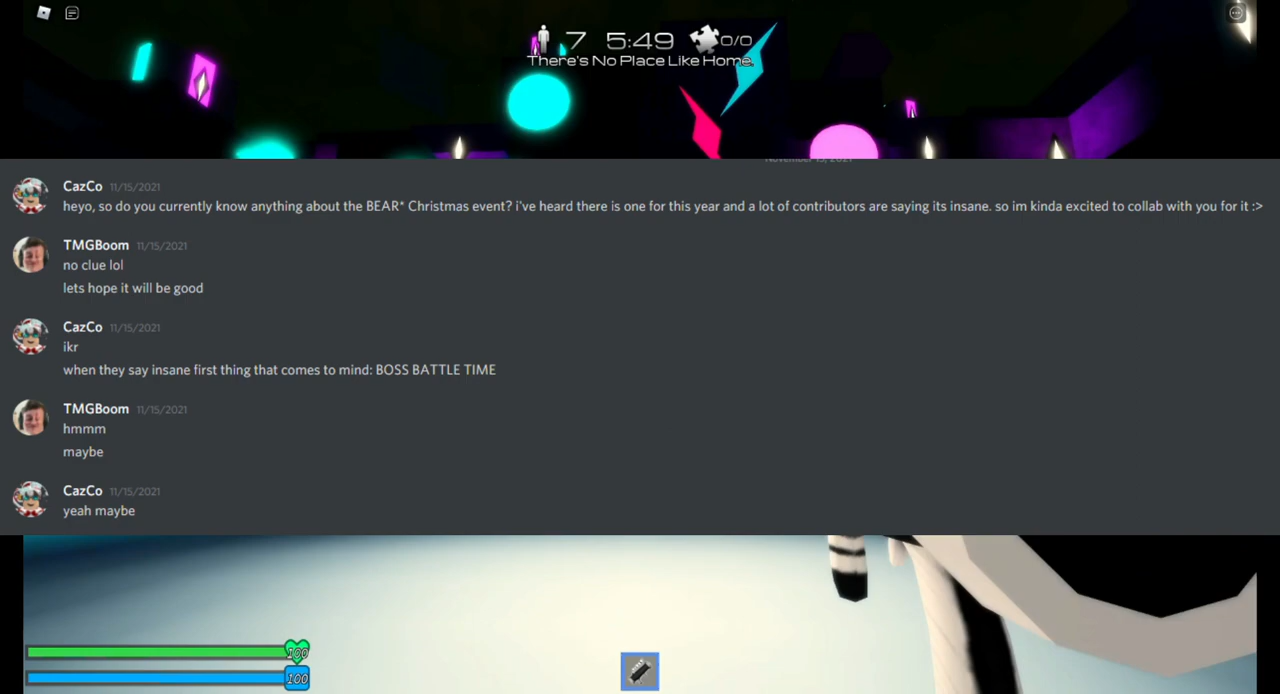 7 5:49 0/0
There's No Place Like Home.
November 15, 2021
CazCo 11/15/2021
heyo, so do you currently know anything about the BEAR* Christmas event? i've heard there is one for this year and a lot of contributors are saying its insane. so im kinda excited to collab with you for it :>
TMGBoom 11/15/2021
no clue lol
lets hope it will be good
CazCo 11/15/2021
ikr
when they say insane first thing that comes to mind: BOSS BATTLE TIME
TMGBoom 11/15/2021
hmmm
maybe
CazCo 11/15/2021
yeah maybe
100
100